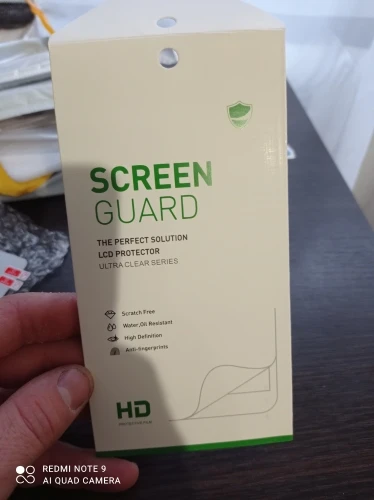 SCREEN
GUARD
THE PERFECT SOLUTION
LCD PROTECTOR
ULTRA CLEAR SERIES
Scratch Free
Water,Oil Resistant
High Definition
Anti-fingerprints
HD
REDMI NOTE 9
AI QUAD CAMERA